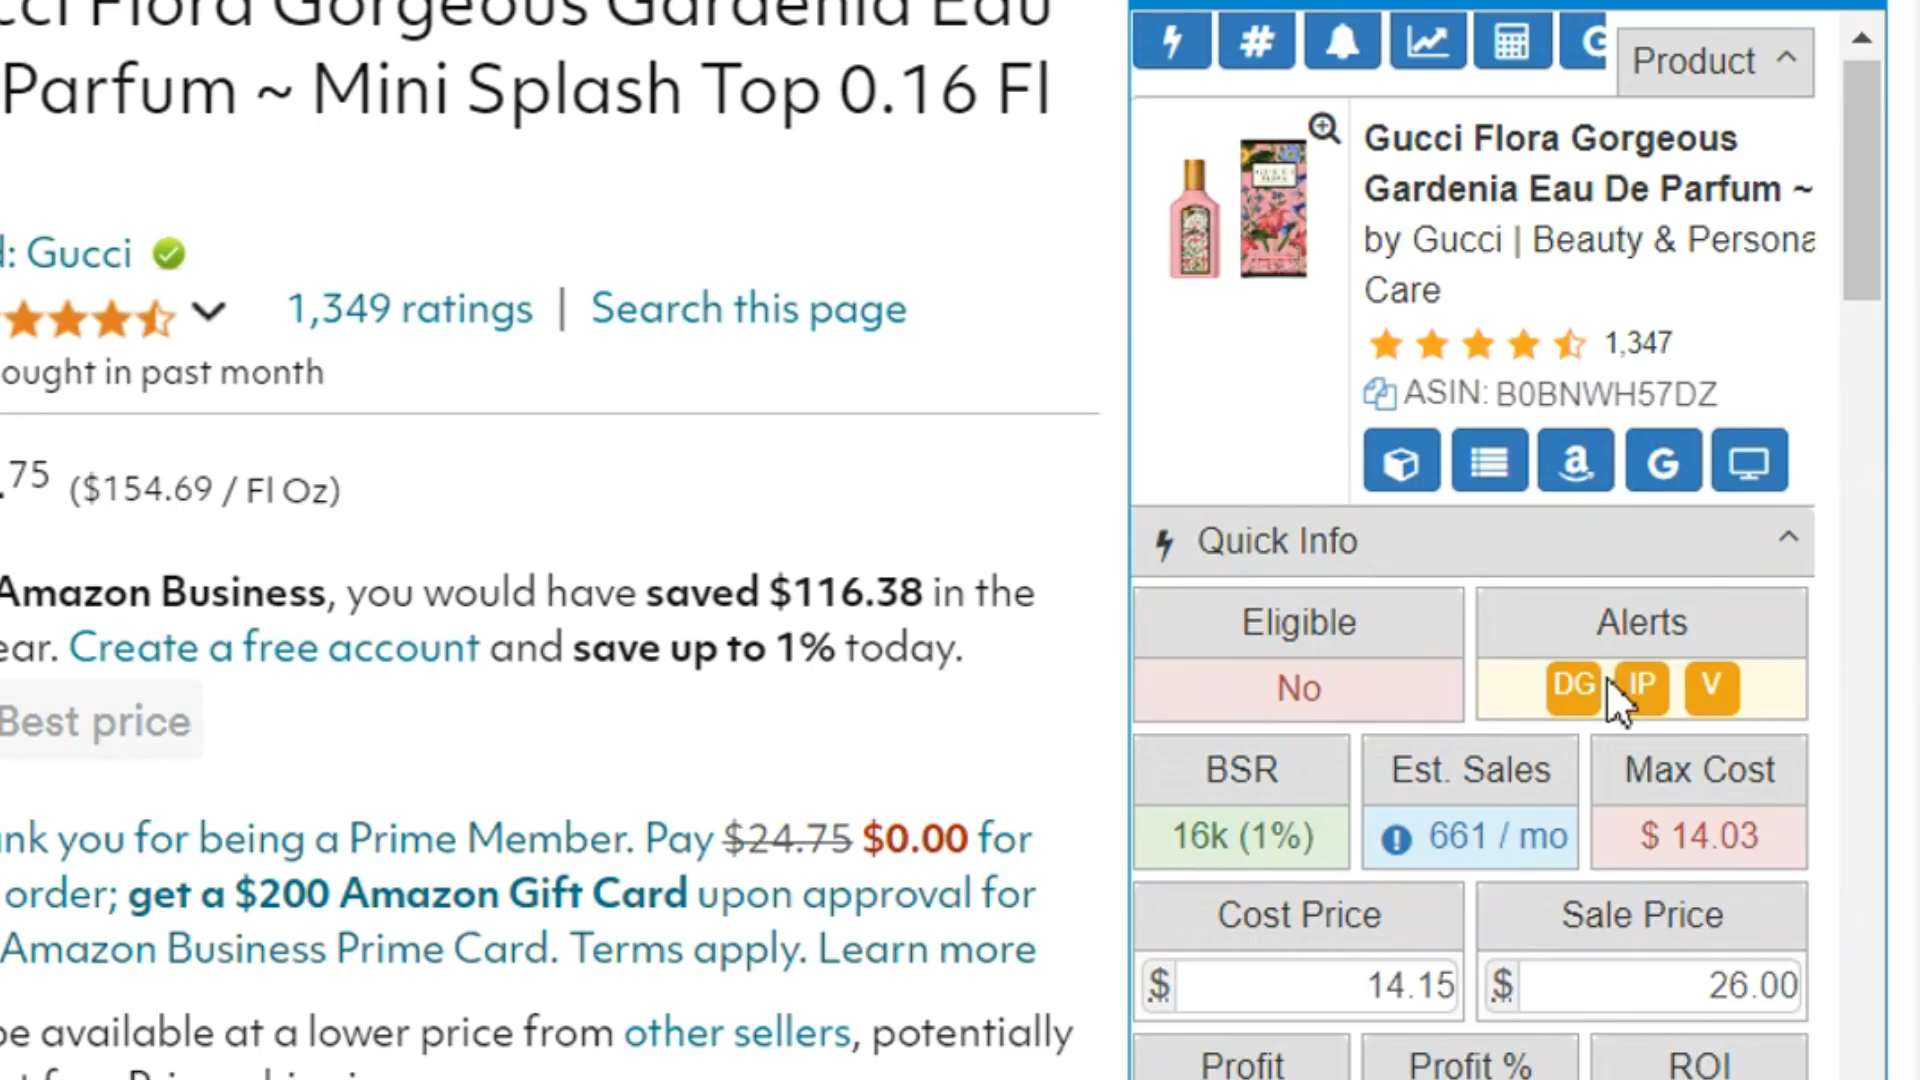 cci Flora Gorgeous Gardenia Eau
Parfum ~ Mini Splash Top 0.16 Fl
d: Gucci
1,349 ratings | Search this page
ought in past month
.75 ($154.69 / Fl Oz)
Amazon Business, you would have saved $116.38 in the
ear. Create a free account and save up to 1% today.
Best price
ank you for being a Prime Member. Pay $24.75 $0.00 for
order; get a $200 Amazon Gift Card upon approval for
Amazon Business Prime Card. Terms apply. Learn more
be available at a lower price from other sellers, potentially
Product
Gucci Flora Gorgeous
Gardenia Eau De Parfum ~
by Gucci | Beauty & Persona
Care
1,347
ASIN: B0BNWH57DZ
Quick Info
Eligible
Alerts
No
DG IP V
BSR
Est. Sales
Max Cost
16k (1%)
661 / mo
$ 14.03
Cost Price
Sale Price
$ 14.15
$ 26.00
Profit
Profit %
ROI